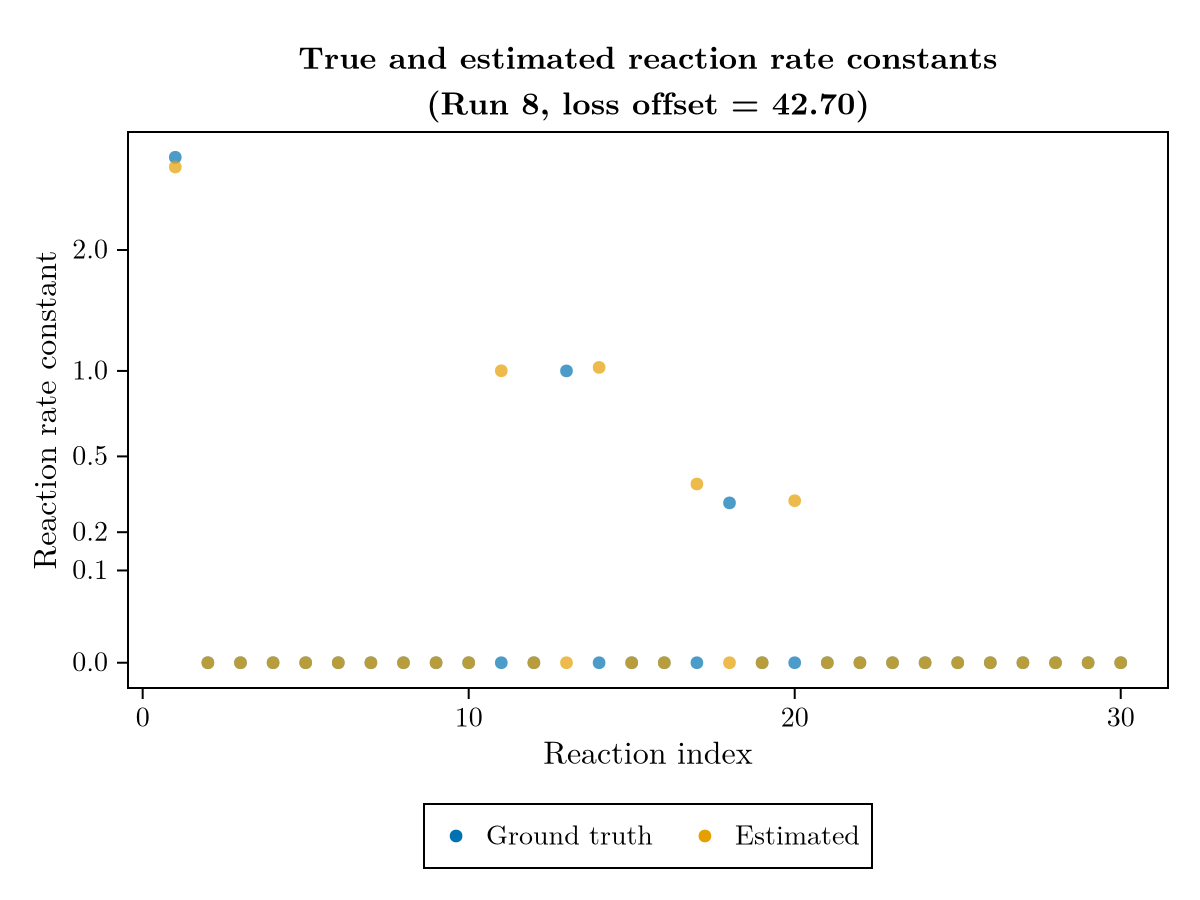 True and estimated reaction rate constants
(Run 8, loss offset = 42.70)
Reaction rate constant
2.0
1.0
0.5
0.2
0.1
0.0
0 10 20 30
Reaction index
Ground truth Estimated